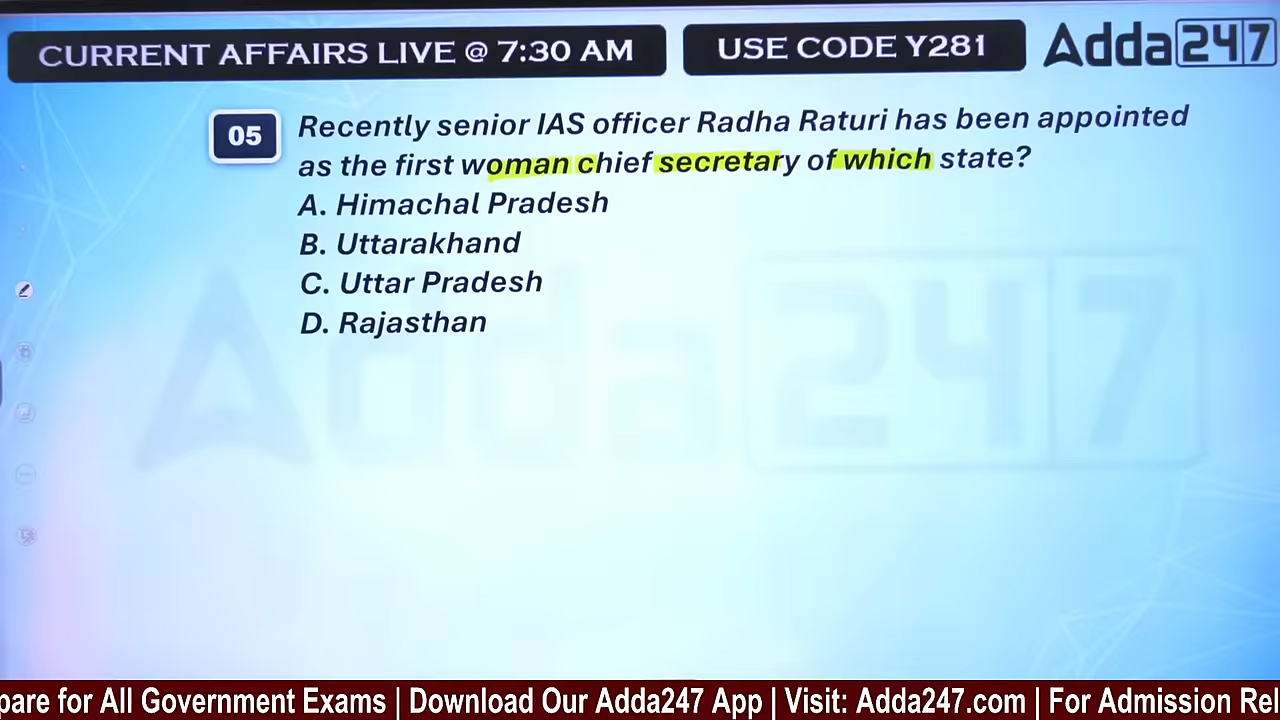 CURRENT AFFAIRS LIVE @ 7:30 AM
USE CODE Y281
Adda247
05
Recently senior IAS officer Radha Raturi has been appointed
as the first woman chief secretary of which state?
A. Himachal Pradesh
B. Uttarakhand
C. Uttar Pradesh
D. Rajasthan
Adda247
pare for All Government Exams | Download Our Adda247 App | Visit: Adda247.com | For Admission Rel